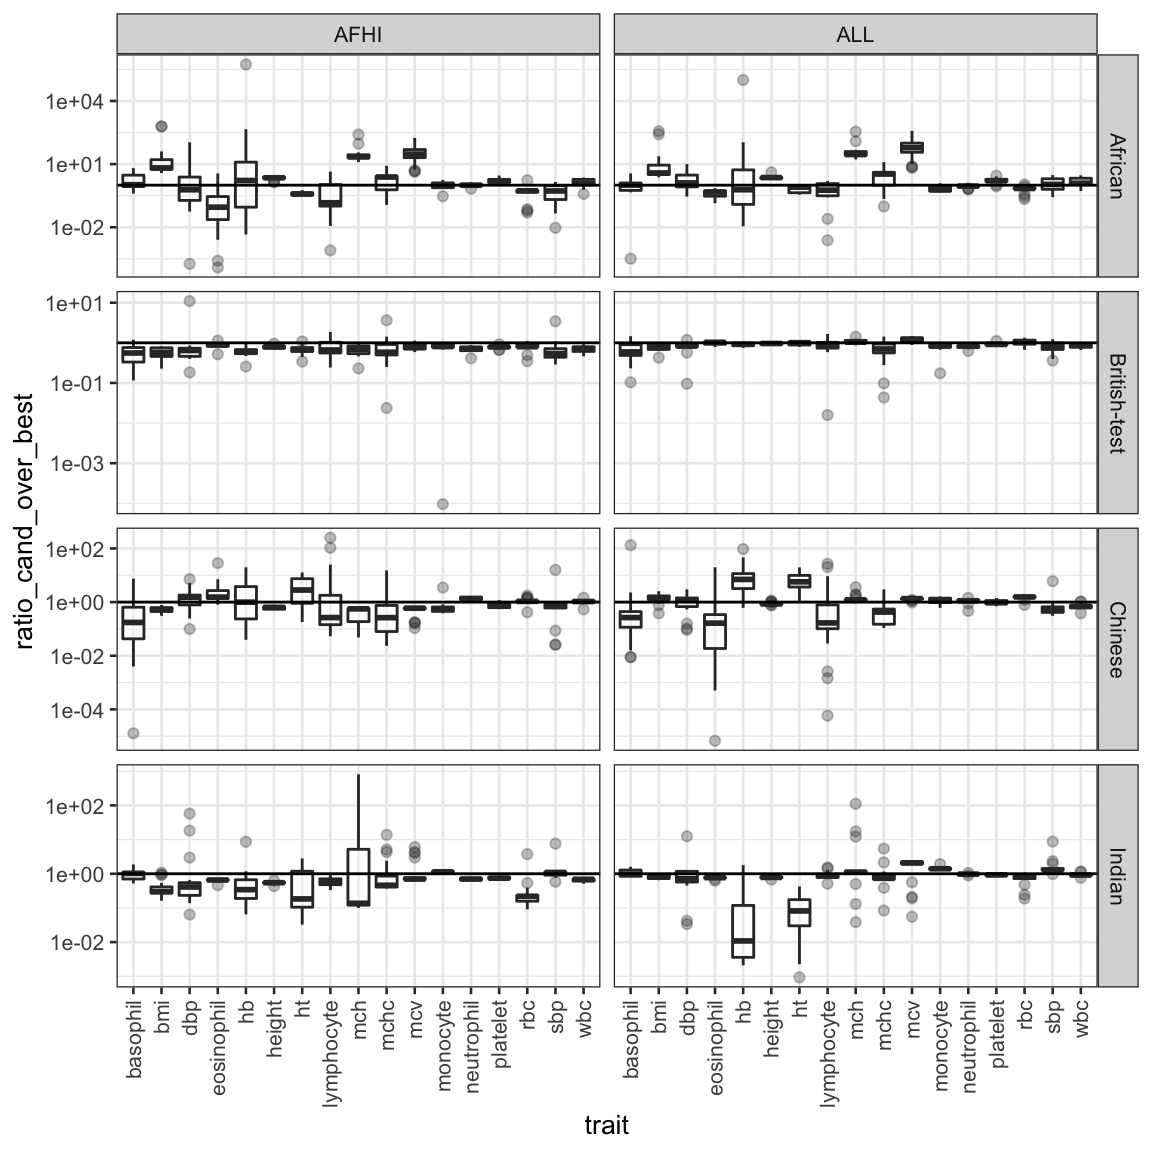 AFHI
ALL
1e+04
1e+01
1e-02
African
1e+01
1e-01
1e-03
British-test
1e+02
1e+00
1e-02
1e-04
Chinese
1e+02
1e+00
1e-02
Indian
ratio_cand_over_best
basophil
bmi
dbp
eosinophil
hb
height
ht
lymphocyte
mch
mchc
mcv
monocyte
neutrophil
platelet
rbc
sbp
wbc
basophil
bmi
dbp
eosinophil
hb
height
ht
lymphocyte
mch
mchc
mcv
monocyte
neutrophil
platelet
rbc
sbp
wbc
trait